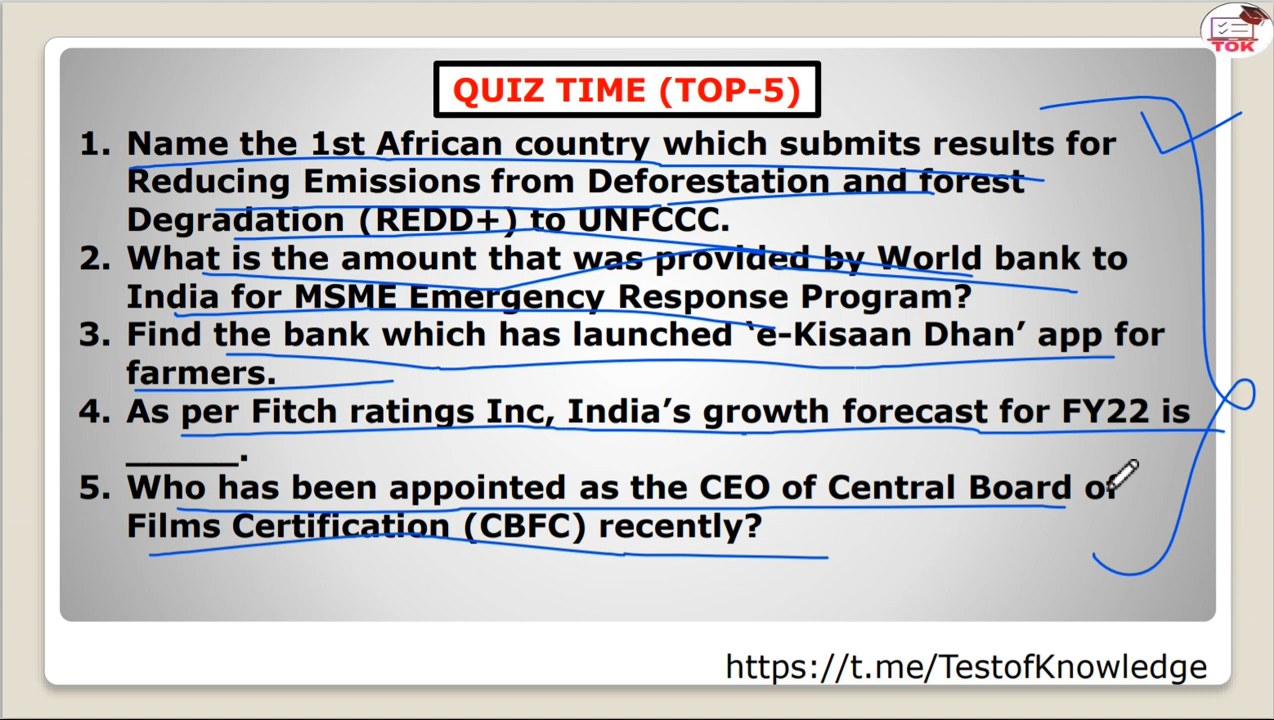 TOK
QUIZ TIME (TOP-5)
1. Name the 1st African country which submits results for
Reducing Emissions from Deforestation and forest
Degradation (REDD+) to UNFCCC.
2. What is the amount that was provided by World bank to
India for MSME Emergency Response Program?
3. Find the bank which has launched ‘e-Kisaan Dhan’ app for
farmers.
4. As per Fitch ratings Inc, India’s growth forecast for FY22 is
______.
5. Who has been appointed as the CEO of Central Board of
Films Certification (CBFC) recently?
https://t.me/TestofKnowledge